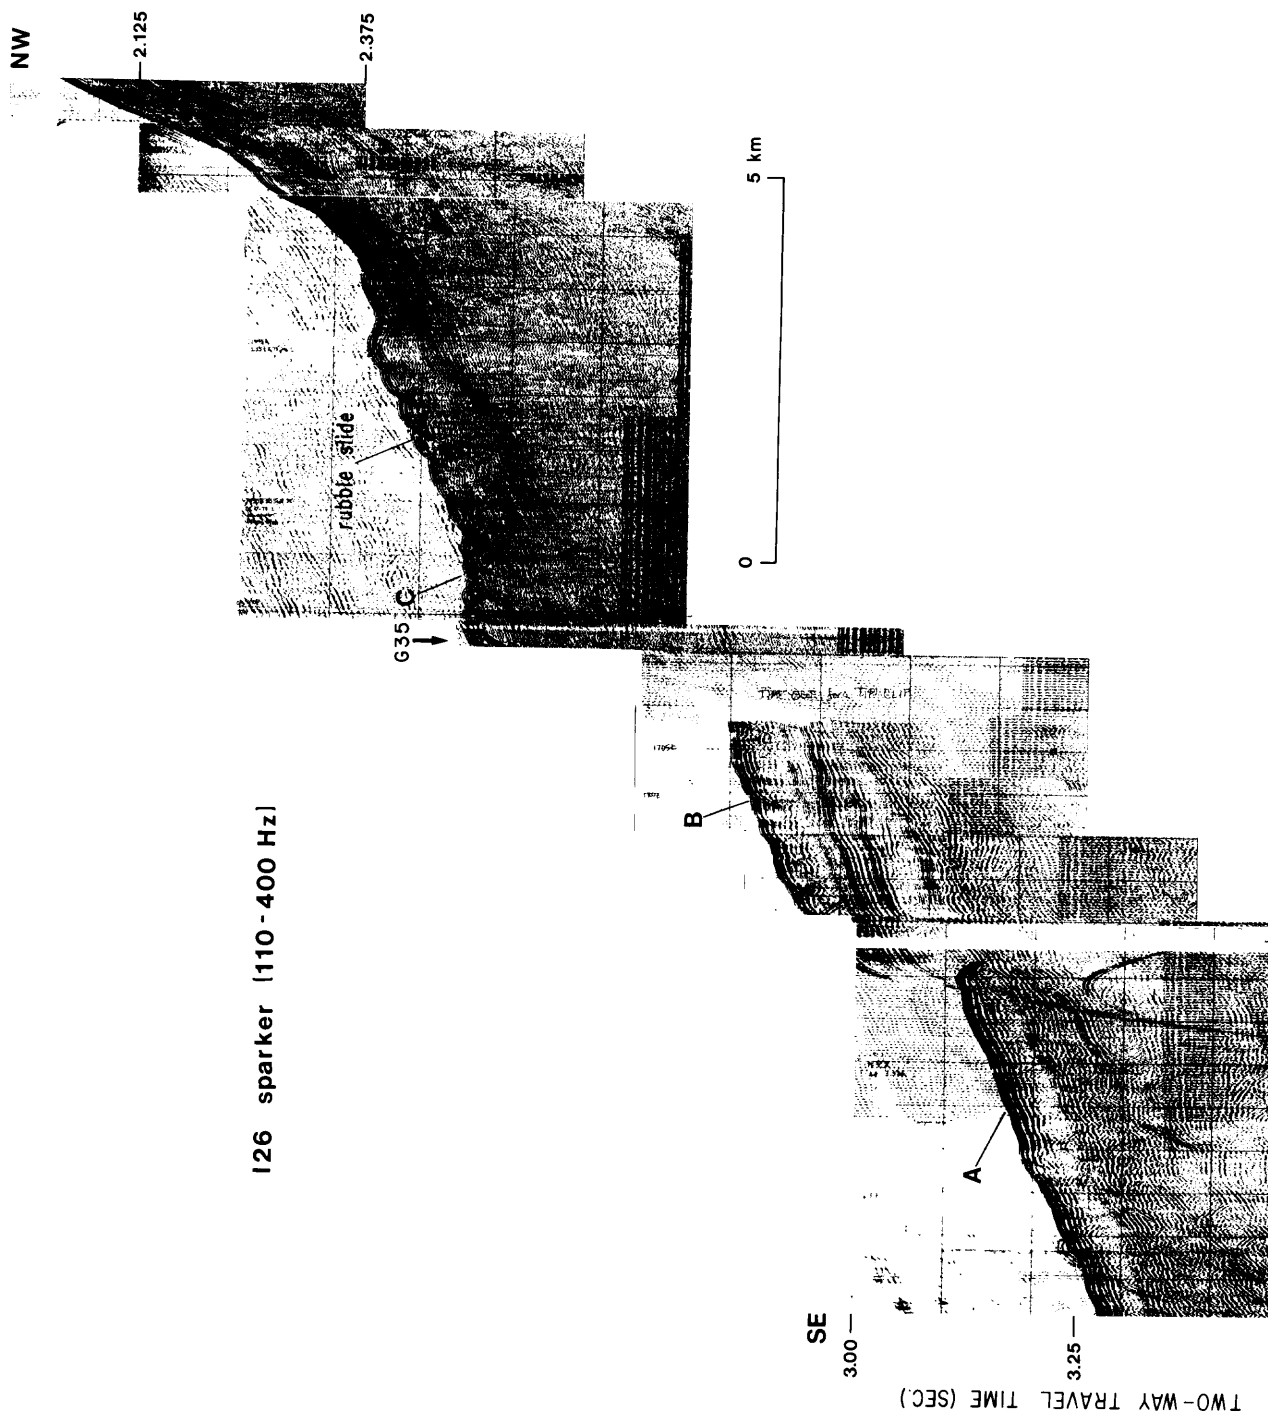 NW
2.125
2.375
5 km
0
rubble slide
C
G35
TIME
B
I26 sparker (110-400 Hz)
A
SE
3.00
3.25
TWO-WAY TRAVEL TIME (SEC.)